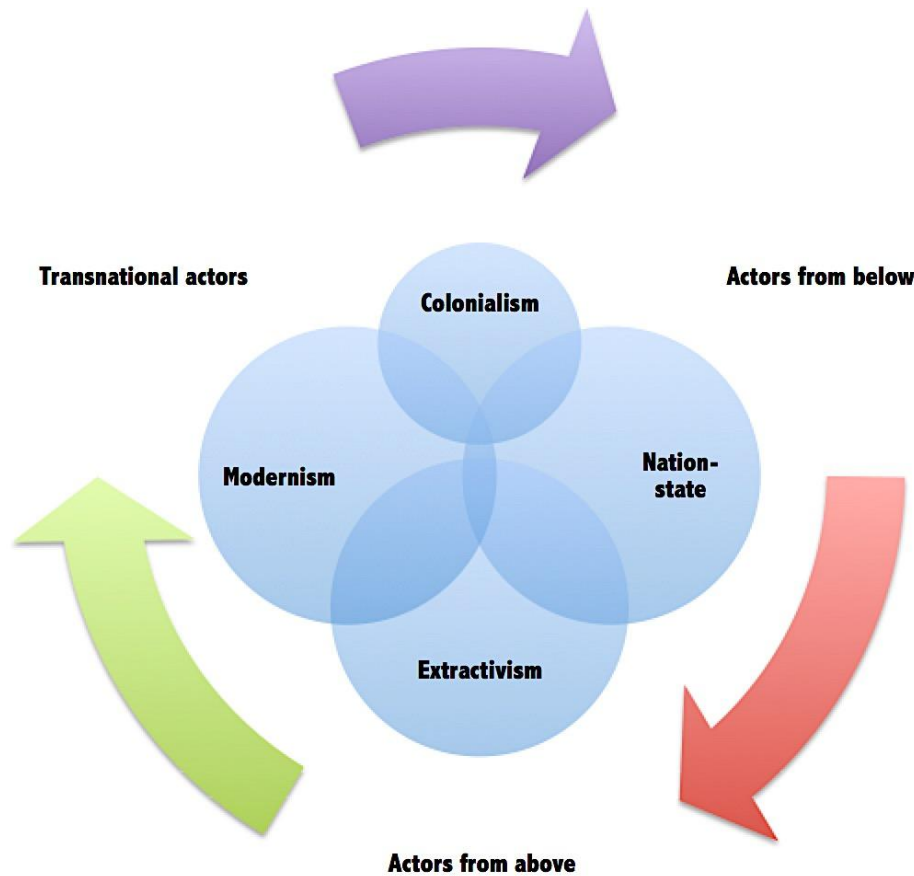 Transnational actors
Actors from below
Colonialism
Modernism
Nation-
state
Extractivism
Actors from above